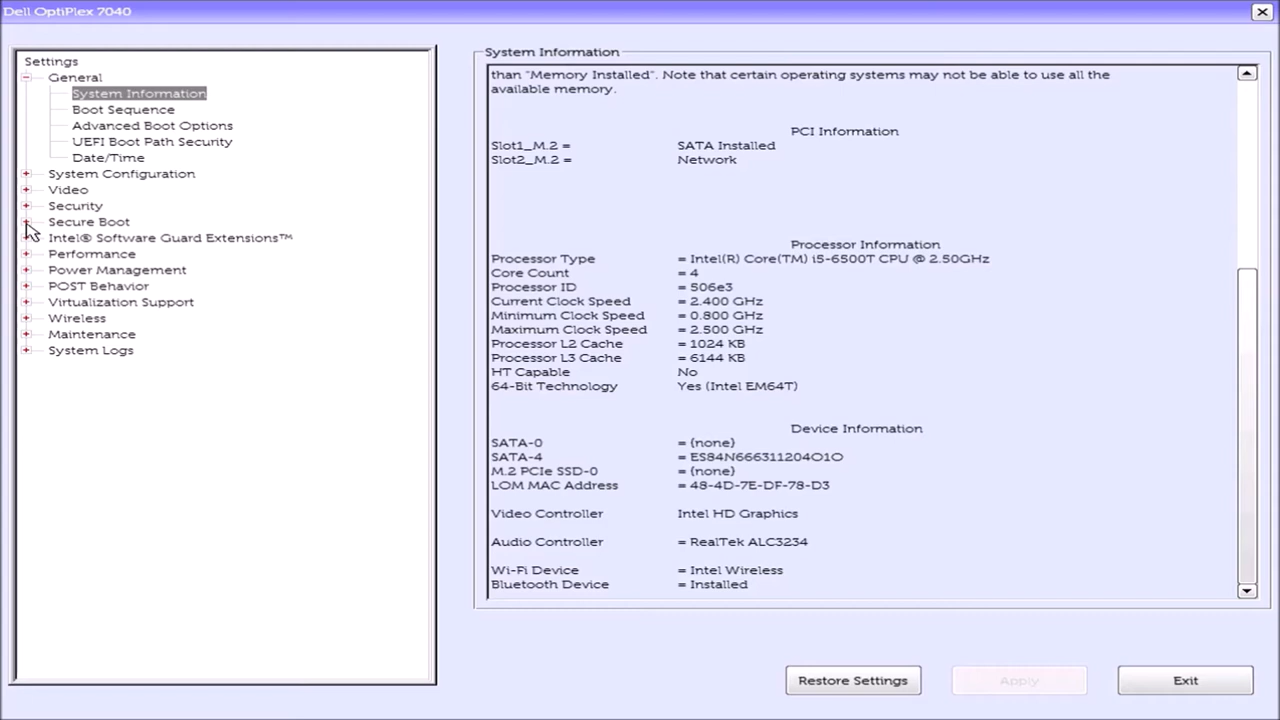 Dell OptiPlex 7040
Settings
General
System Information
Boot Sequence
Advanced Boot Options
UEFI Boot Path Security
Date/Time
System Configuration
Video
Security
Secure Boot
Intel® Software Guard Extensions™
Performance
Power Management
POST Behavior
Virtualization Support
Wireless
Maintenance
System Logs
System Information
than "Memory Installed". Note that certain operating systems may not be able to use all the
available memory.
PCI Information
Slot1_M.2 = SATA Installed
Slot2_M.2 = Network
Processor Information
Processor Type = Intel(R) Core(TM) i5-6500T CPU @ 2.50GHz
Core Count = 4
Processor ID = 506e3
Current Clock Speed = 2.400 GHz
Minimum Clock Speed = 0.800 GHz
Maximum Clock Speed = 2.500 GHz
Processor L2 Cache = 1024 KB
Processor L3 Cache = 6144 KB
HT Capable No
64-Bit Technology Yes (Intel EM64T)
Device Information
SATA-0 = {none}
SATA-4 = ES84N666311204O1O
M.2 PCIe SSD-0 = {none}
LOM MAC Address = 48-4D-7E-DF-78-D3
Video Controller Intel HD Graphics
Audio Controller = RealTek ALC3234
Wi-Fi Device = Intel Wireless
Bluetooth Device = Installed
Restore Settings
Apply
Exit